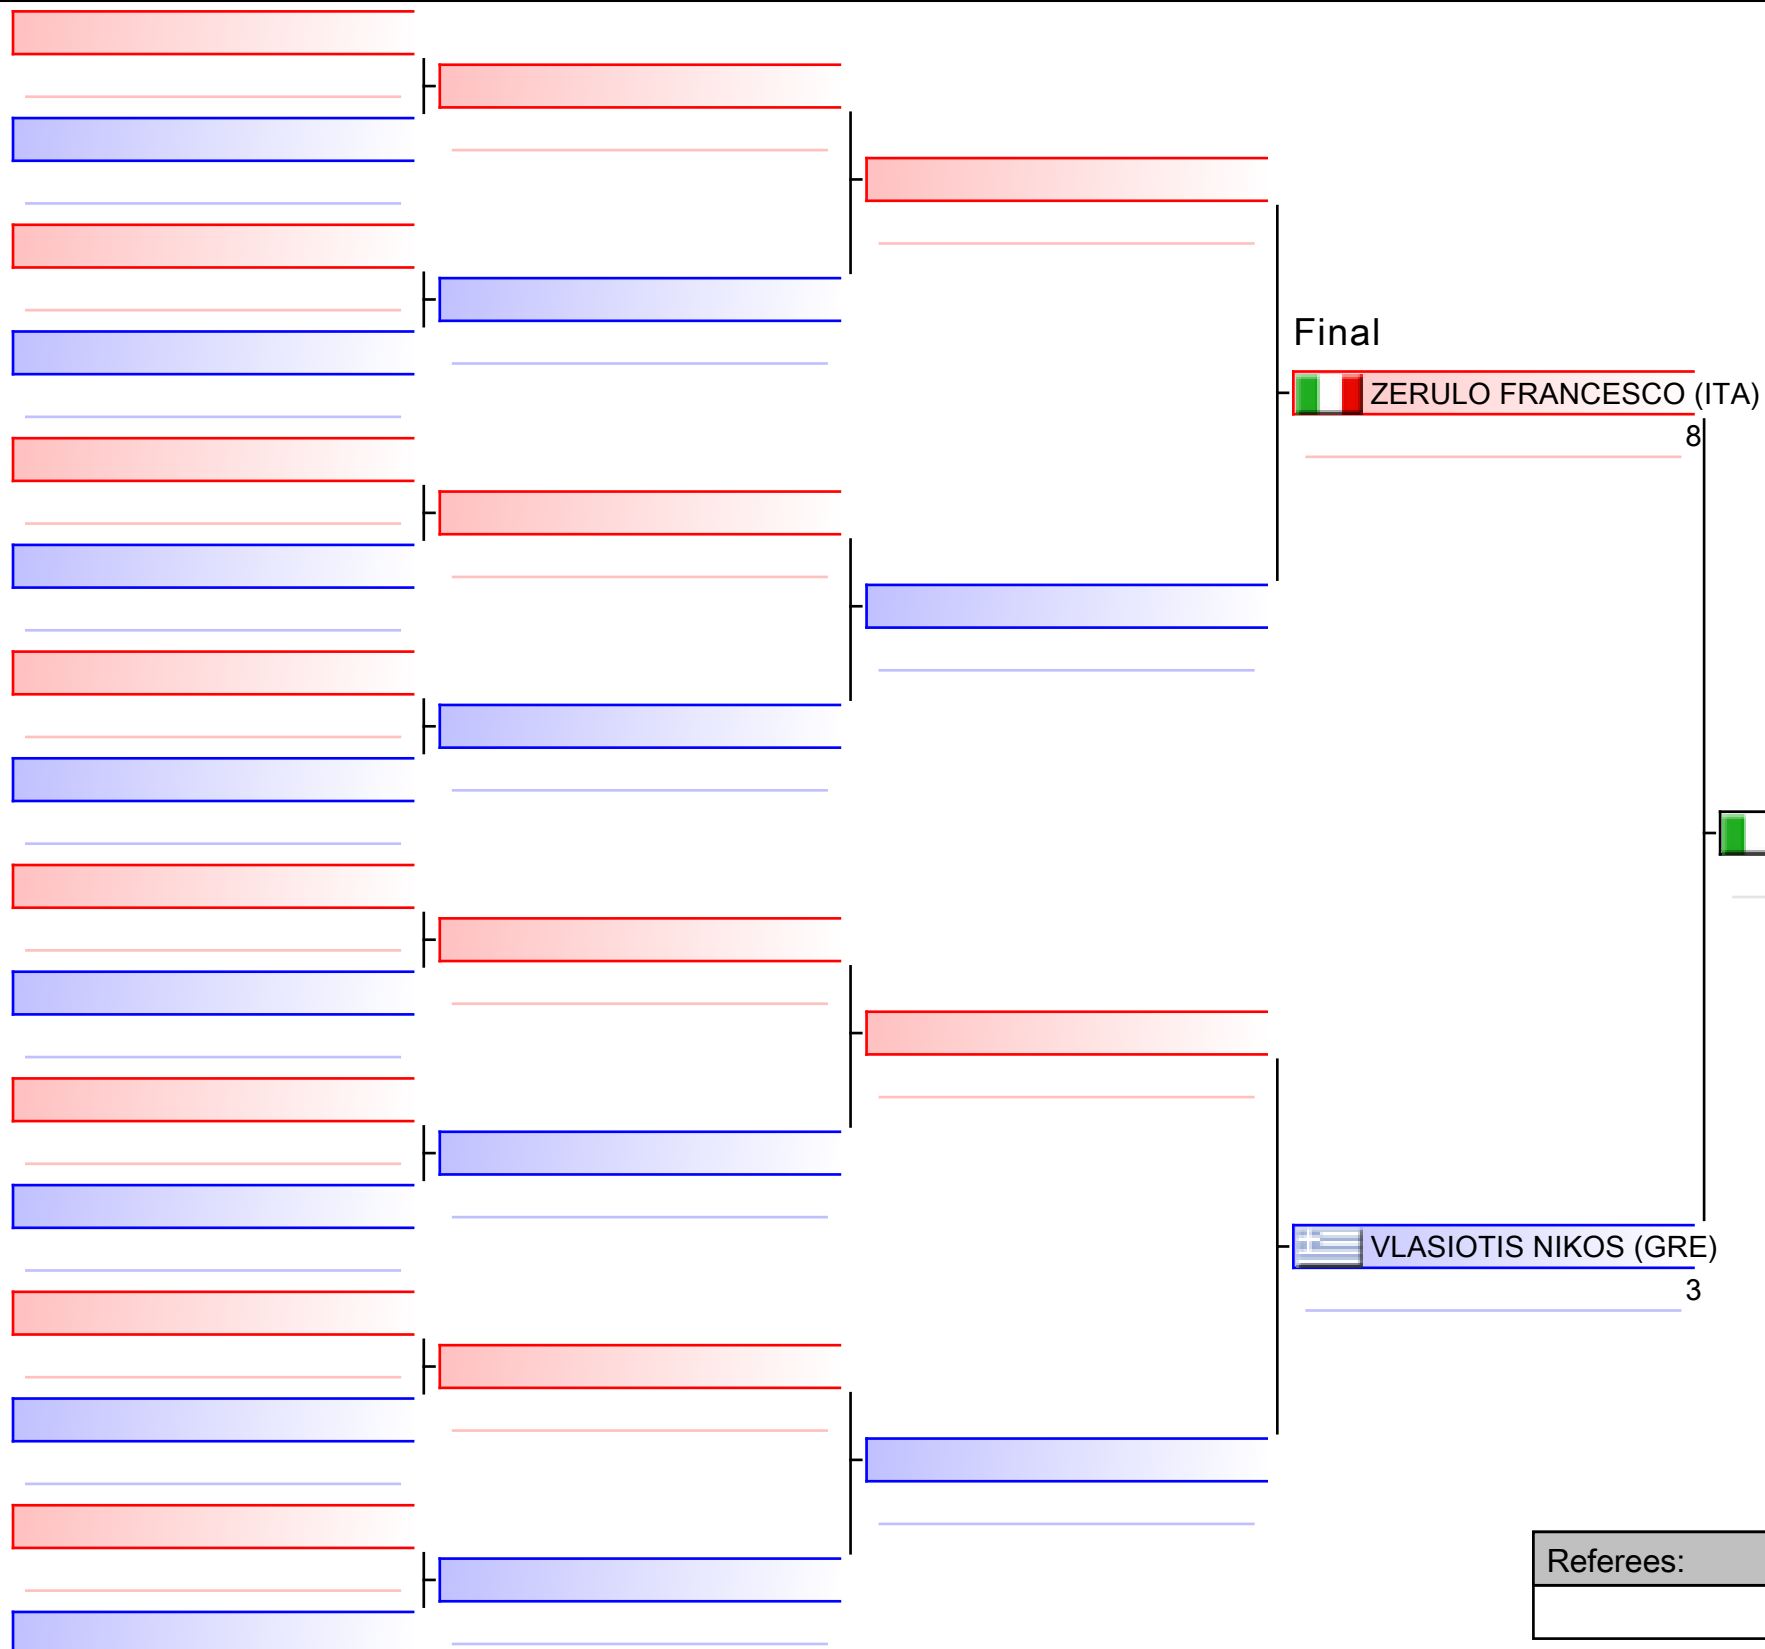 Final
ZERULO FRANCESCO (ITA)
8
VLASIOTIS NIKOS (GRE)
3
Referees: